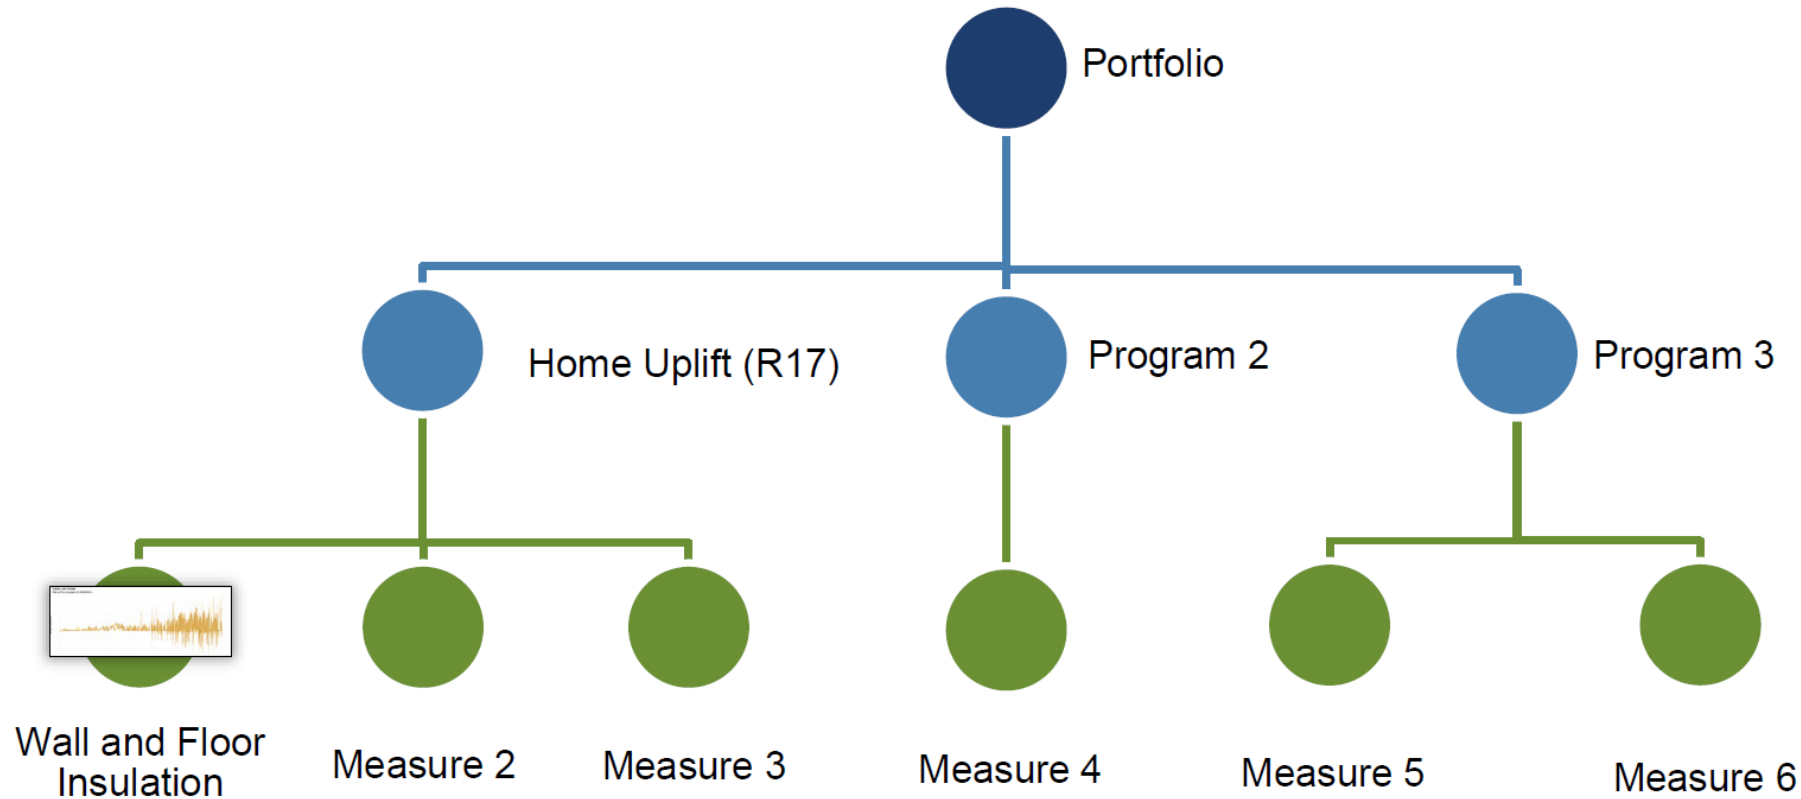 Portfolio
Home Uplift (R17)
Program 2
Program 3
Wall and Floor
Insulation
Measure 2
Measure 3
Measure 4
Measure 5
Measure 6